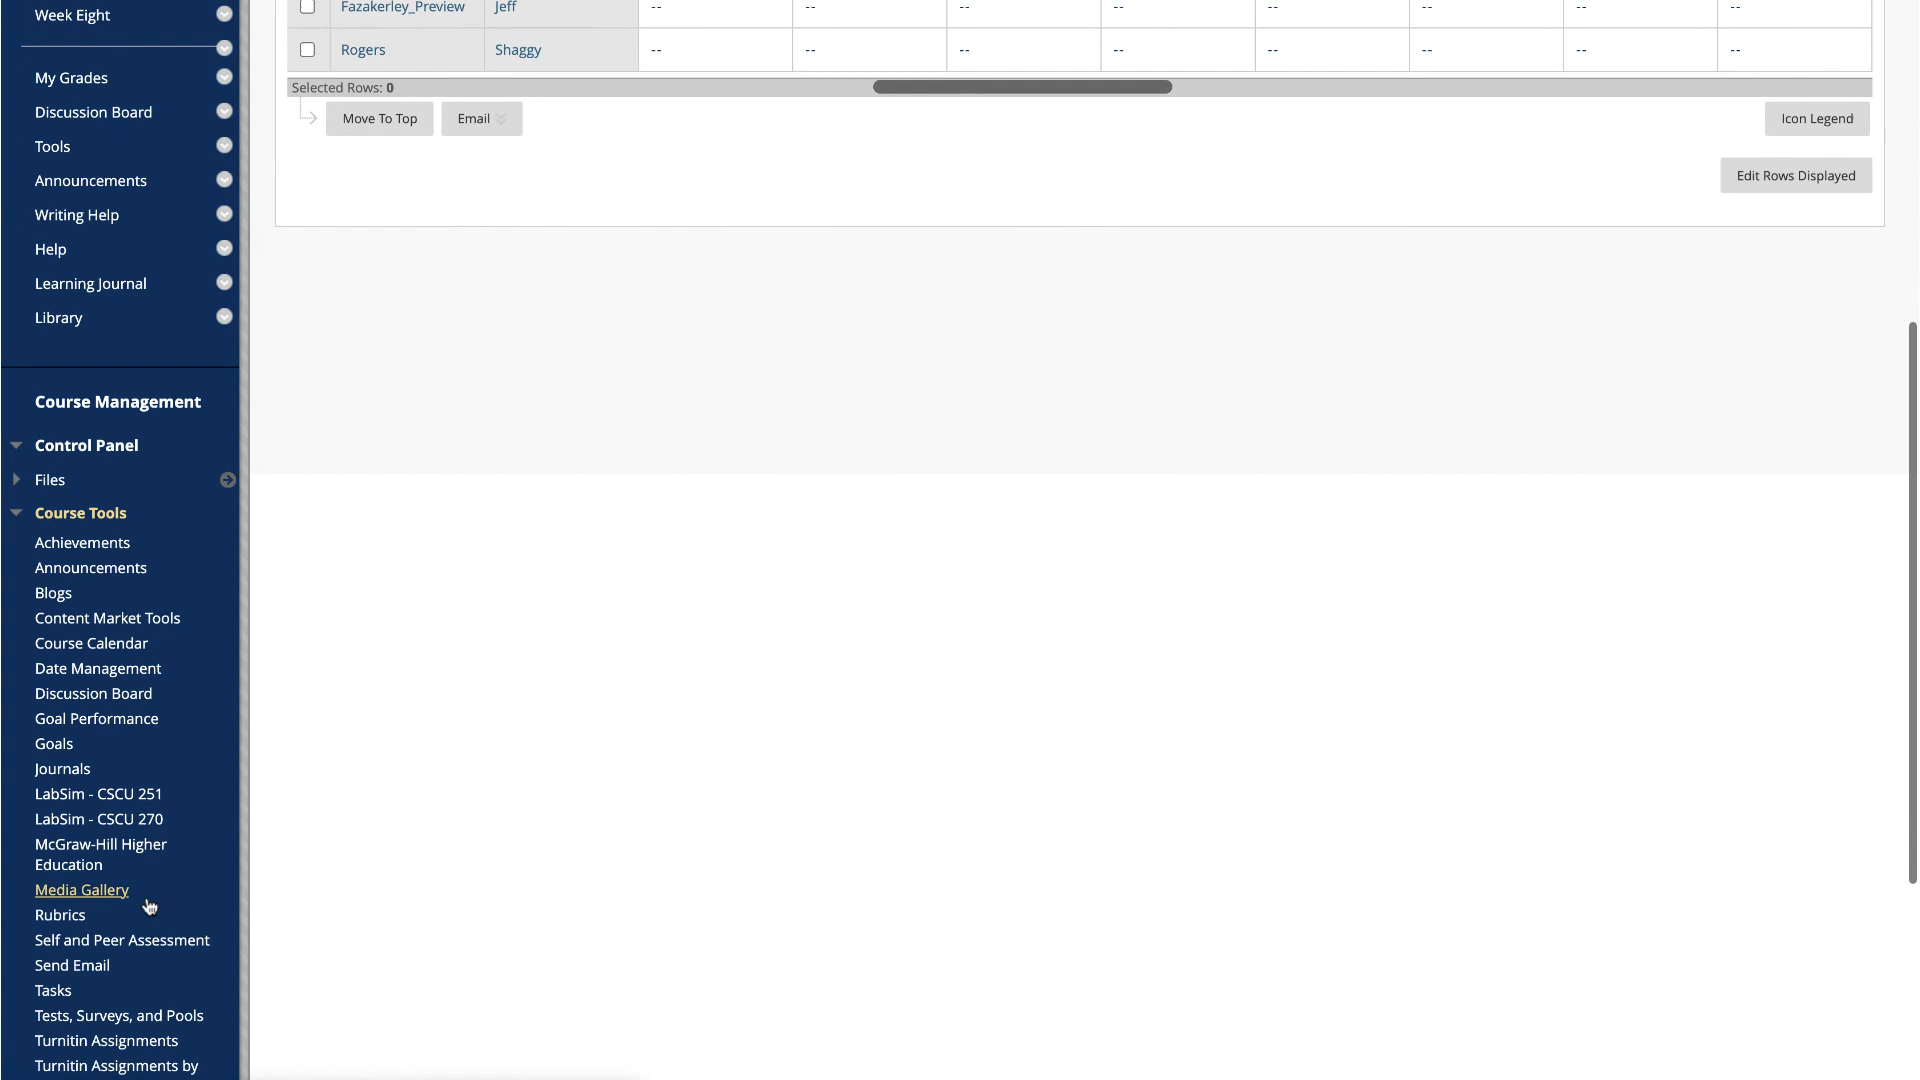 Week Eight
My Grades
Discussion Board
Tools
Announcements
Writing Help
Help
Learning Journal
Library
Course Management
Control Panel
Files
Course Tools
Achievements
Announcements
Blogs
Content Market Tools
Course Calendar
Date Management
Discussion Board
Goal Performance
Goals
Journals
LabSim - CSCU 251
LabSim - CSCU 270
McGraw-Hill Higher
Education
Media Gallery
Rubrics
Self and Peer Assessment
Send Email
Tasks
Tests, Surveys, and Pools
Turnitin Assignments
Turnitin Assignments by
Fazakerley_Preview Jeff -- -- -- -- -- -- -- --
Rogers Shaggy -- -- -- -- -- -- -- --
Selected Rows: 0
Move To Top Email Icon Legend
Edit Rows Displayed